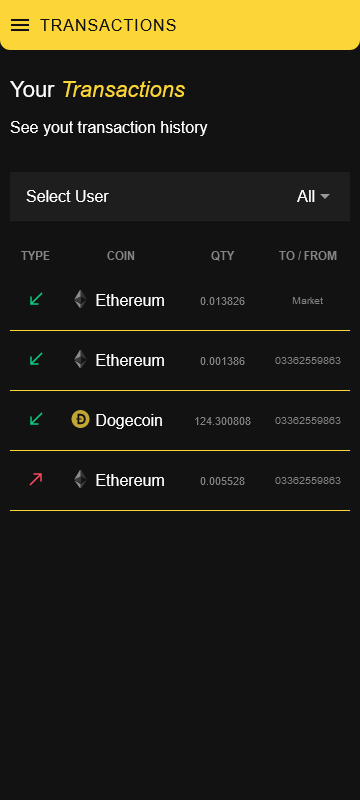 TRANSACTIONS
Your Transactions
See yout transaction history
Select User All
TYPE COIN QTY TO / FROM
Ethereum 0.013826 Market
Ethereum 0.001386 03362559863
Dogecoin 124.300808 03362559863
Ethereum 0.005528 03362559863